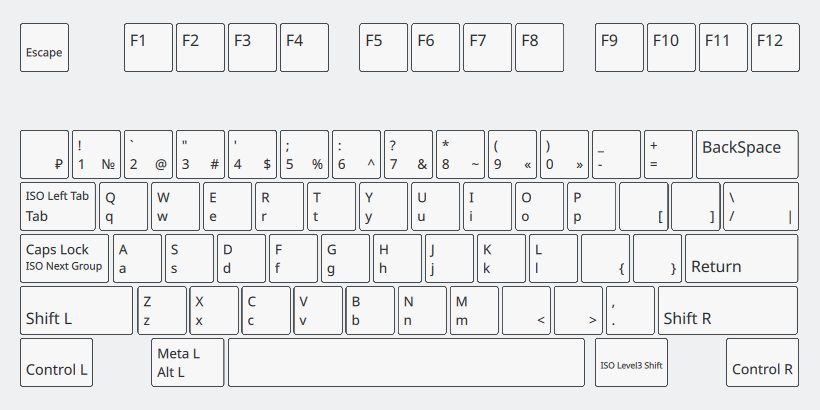 Escape F1 F2 F3 F4 F5 F6 F7 F8 F9 F10 F11 F12
! ` " ' ; : ? * ( ) _ +
₽ 1 № 2 @ 3 # 4 $ 5 % 6 ^ 7 & 8 ~ 9 « 0 » - = BackSpace
ISO Left Tab Q W E R T Y U I O P \
Tab q w e r t y u i o p [ ] / |
Caps Lock A S D F G H J K L
ISO Next Group a s d f g h j k l { } Return
Z X C V B N M ,
Shift L z x c v b n m < > . Shift R
Meta L
Control L Alt L ISO Level3 Shift Control R